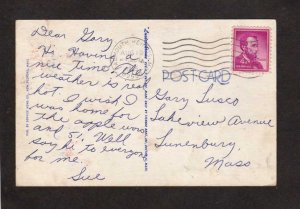 Dear Gary
Hi Having a
nice time, the
weather is real
hot. I wish I
was home for
the apple
and 5¢. Well
say hi to everyone
for me.
Sue
POST CARD
Gary Lusco
Lakeview Avenue
Lunenburg
Mass